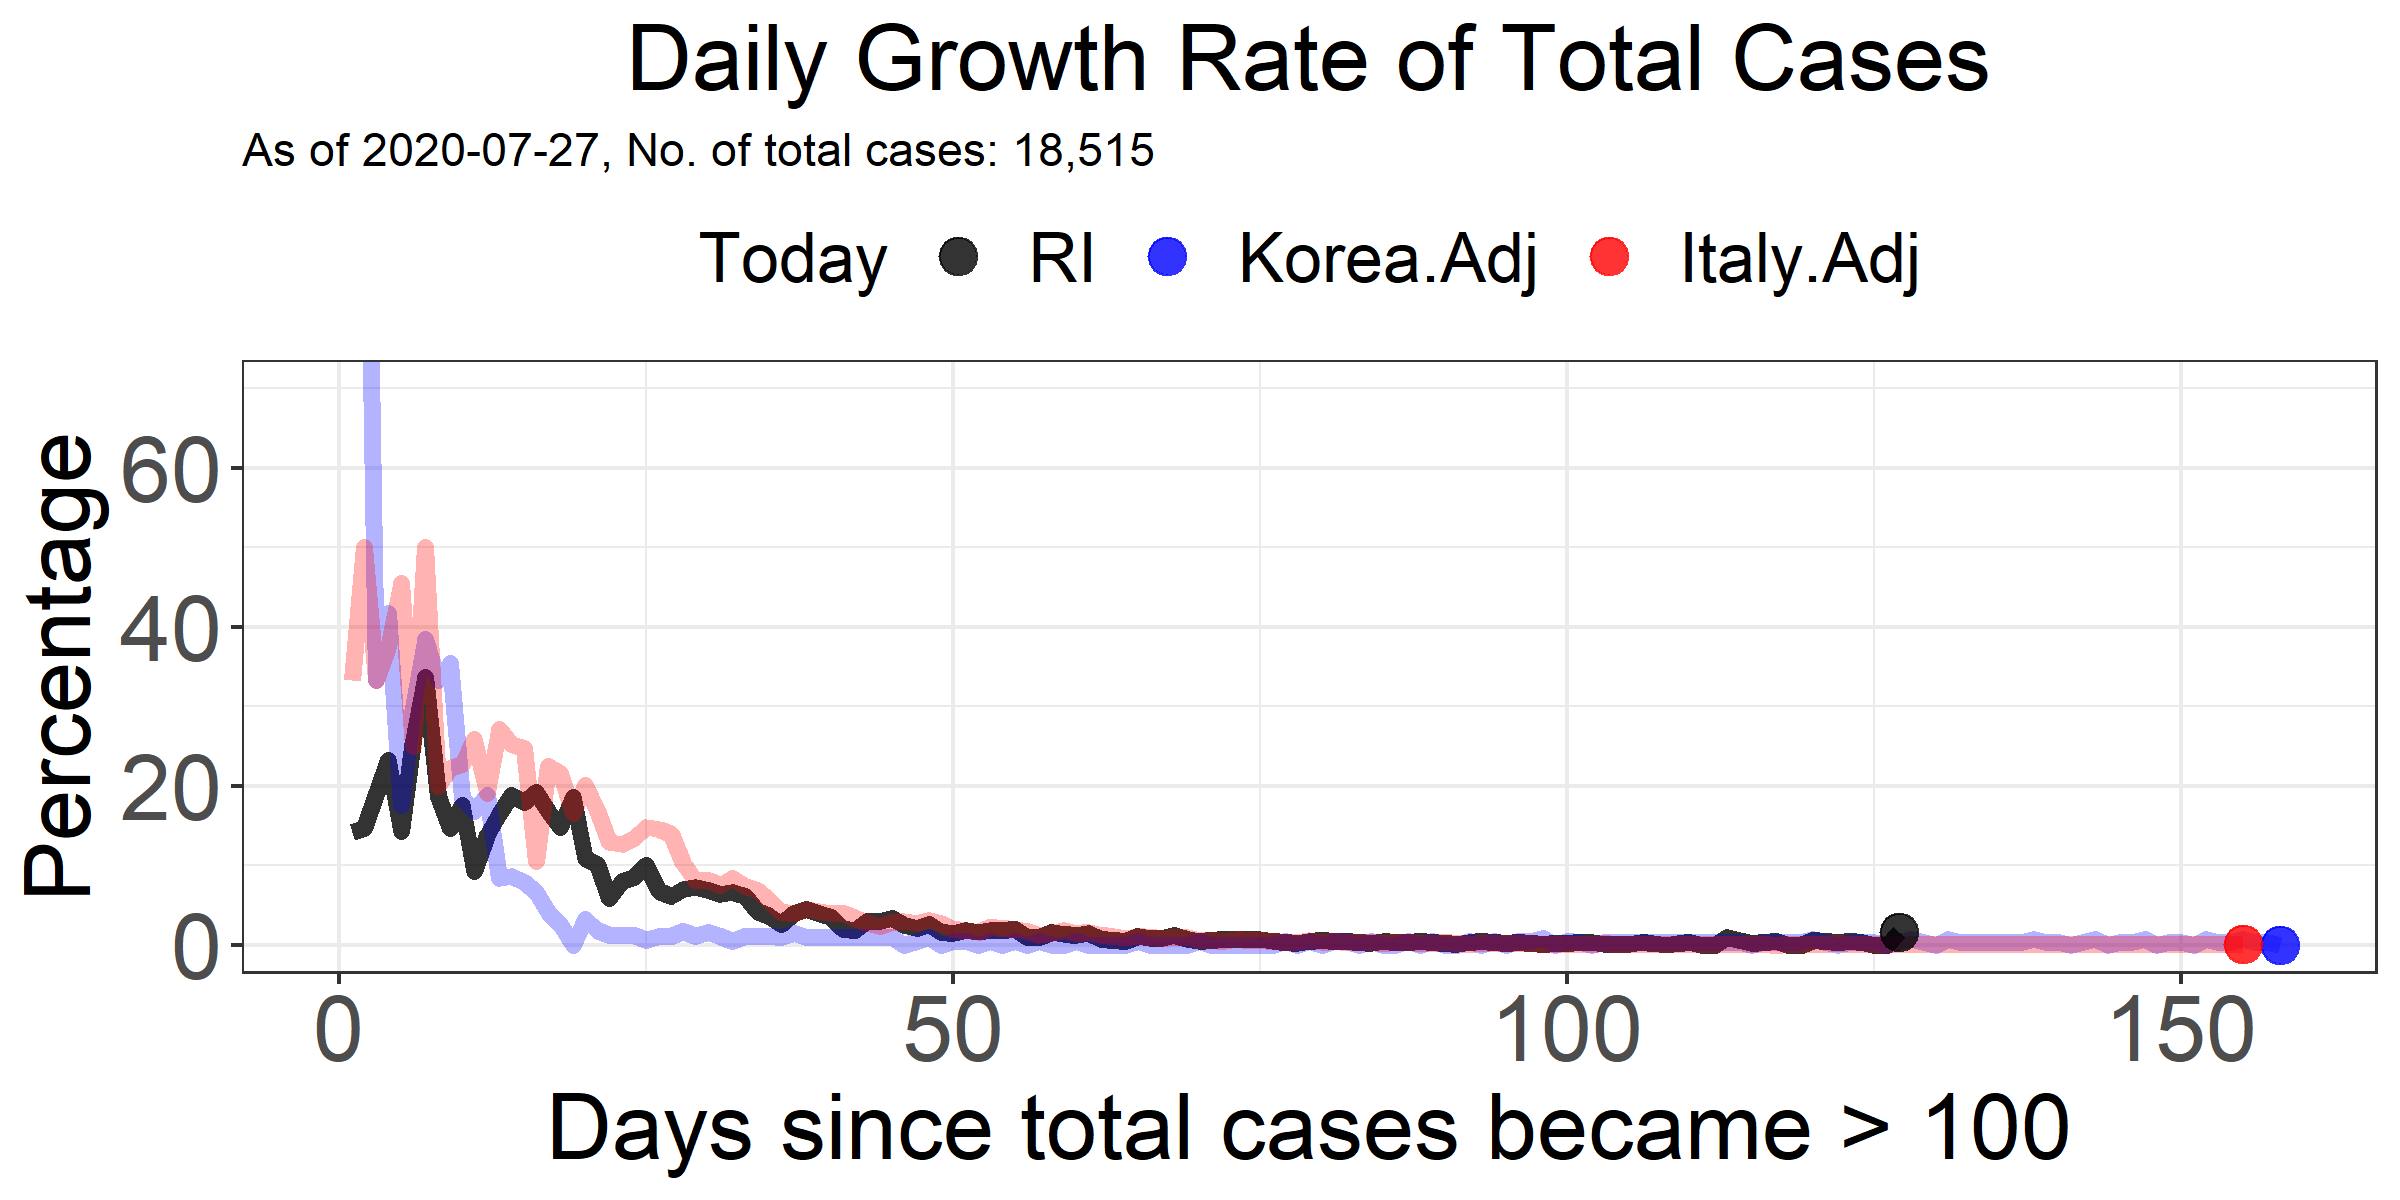 Daily Growth Rate of Total Cases
As of 2020-07-27, No. of total cases: 18,515
Today RI Korea.Adj Italy.Adj
Percentage
60
40
20
0
0 50 100 150
Days since total cases became > 100